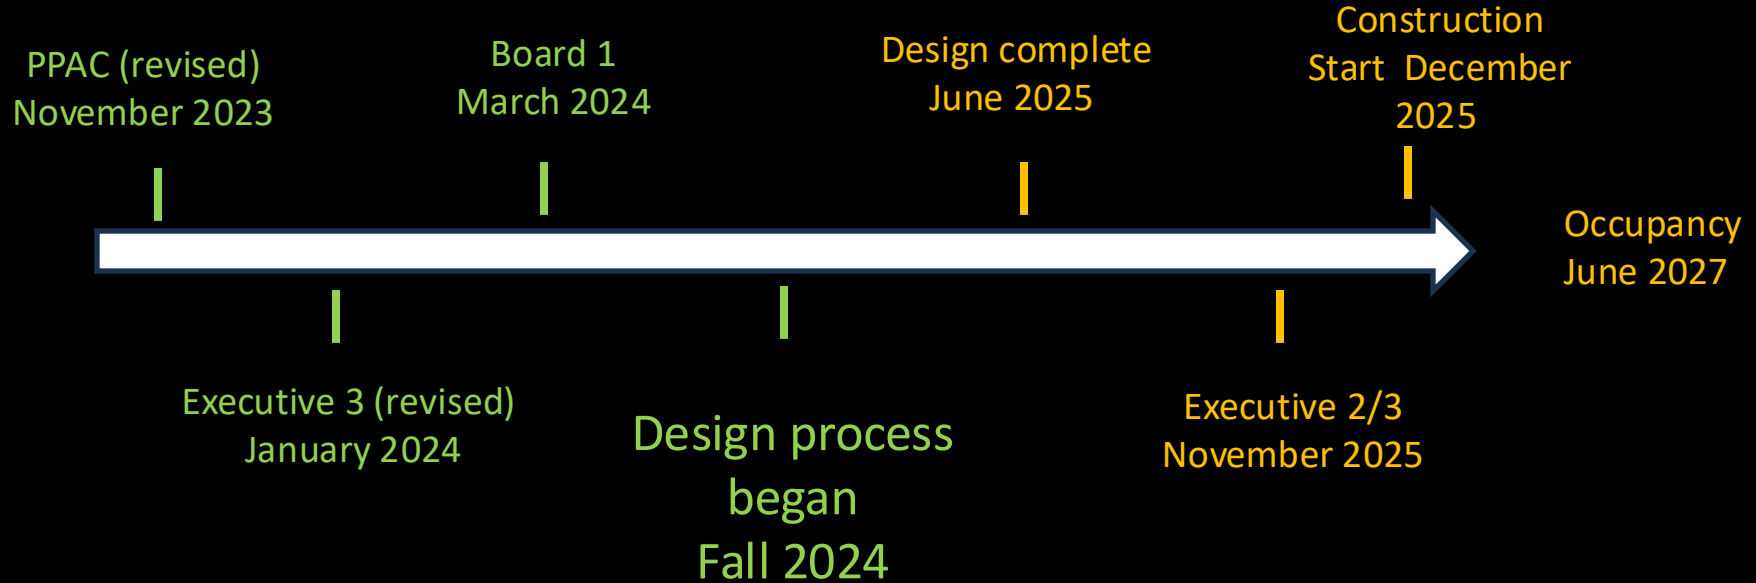 PPAC (revised)
November 2023
Board 1
March 2024
Design complete
June 2025
Construction
Start  December
2025
Occupancy
June 2027
Executive 3 (revised)
January 2024
Design process
began
Fall 2024
Executive 2/3
November 2025